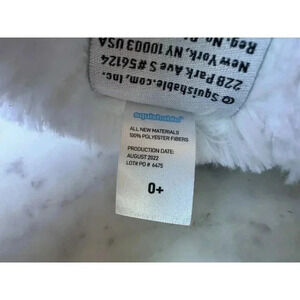 © Squishable.com, Inc.
22B Park Ave S #56124
New York, NY 10003 USA
Reg. No.
squishable
ALL NEW MATERIALS
100% POLYESTER FIBERS
PRODUCTION DATE:
AUGUST 2022
LOT# PO # 6475
0+